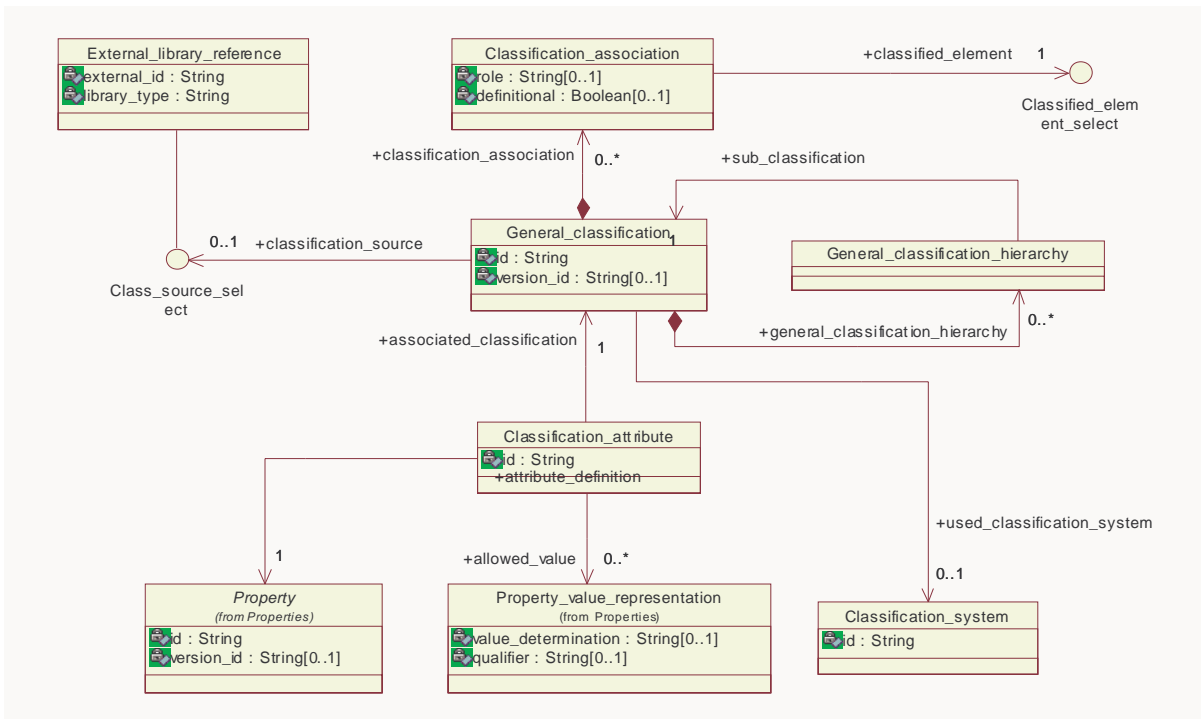 External_library_reference
external_id : String
library_type : String
Classification_association
role : String[0..1]
definitional : Boolean[0..1]
+classified_element
1
Classified_elem
ent_select
+classification_association
0..*
+sub_classification
General_classification
1
id : String
version_id : String[0..1]
0..1
+classification_source
Class_source_sel
ect
General_classification_hierarchy
+associated_classification
1
+general_classification_hierarchy
0..*
Classification_attribute
id : String
+attribute_definition
1
+allowed_value
0..*
+used_classification_system
0..1
Property
(from Properties)
id : String
version_id : String[0..1]
Property_value_representation
(from Properties)
value_determination : String[0..1]
qualifier : String[0..1]
Classification_system
id : String